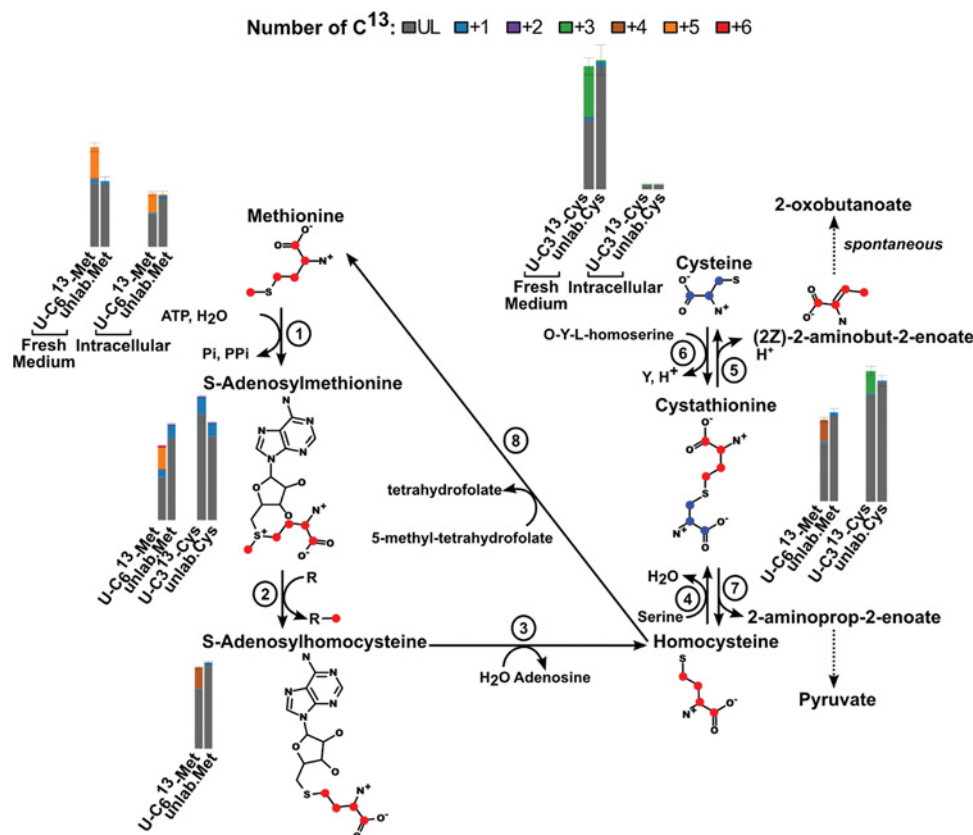 Number of C13: UL +1 +2 +3 +4 +5 +6
U-C6 13-Met
unlab.Met
U-C6 13-Met
unlab.Met
Fresh
Medium
Intracellular
Methionine
O-
O
N+
S
ATP, H2O
1
Pi, PPi
S-Adenosylmethionine
N
N
N
N
N
O
O
O
N+
S+
O-
O
U-C6 13-Met
unlab.Met
U-C3 13-Cys
unlab.Cys
2
R
R
S-Adenosylhomocysteine
N
N
N
N
N
O
O
O
S
N+
O-
O
U-C6 13-Met
unlab.Met
3
H2O Adenosine
8
tetrahydrofolate
5-methyl-tetrahydrofolate
U-C3 13-Cys
unlab.Cys
U-C3 13-Cys
unlab.Cys
Fresh
Medium
Intracellular
Cysteine
O-
S
O
N+
2-oxobutanoate
spontaneous
O
O-
N
O-Y-L-homoserine
6
5
Y, H+
(2Z)-2-aminobut-2-enoate
H+
Cystathionine
O-
O
N+
S
N+
O-
O
U-C6 13-Met
unlab.Met
U-C3 13-Cys
unlab.Cys
H2O
4
7
Serine
2-aminoprop-2-enoate
Homocysteine
S
N+
O-
O
Pyruvate